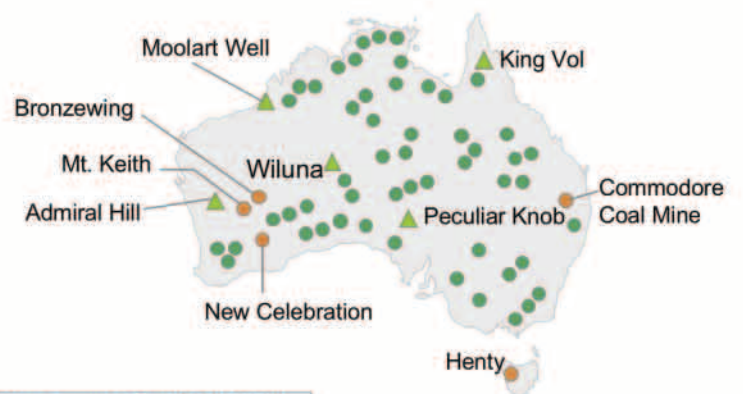 Moolart Well
King Vol
Bronzewing
Mt. Keith
Wiluna
Admiral Hill
Peculiar Knob
Commodore
Coal Mine
New Celebration
Henty